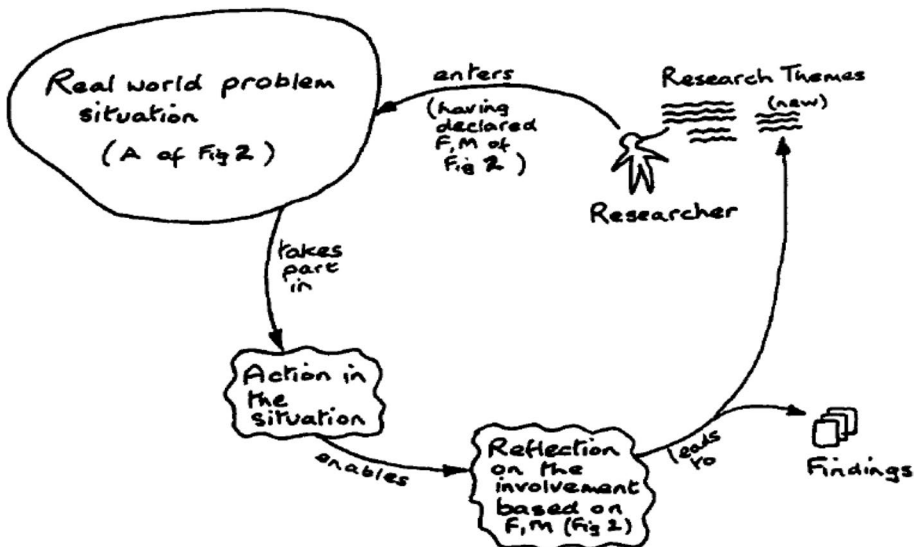 Real world problem
situation
(A of Fig 2)
enters
(having
declared
F, M of
Fig 2)
Research Themes
(new)
Researcher
takes
part
in
Action in
the
situation
enables
Reflection
on the
involvement
based on
F, M (Fig 2)
leads
to
Findings